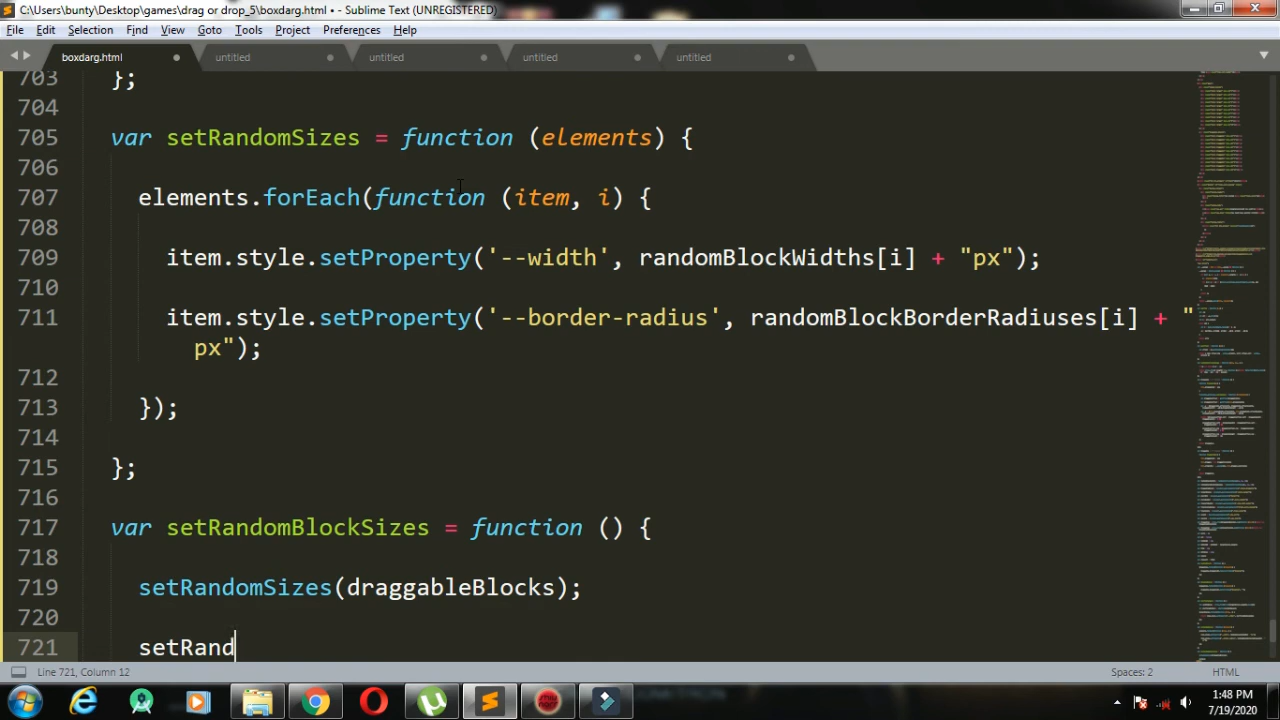 C:\Users\bunty\Desktop\games\drag or drop_5\boxdarg.html • - Sublime Text (UNREGISTERED)
File Edit Selection Find View Goto Tools Project Preferences Help
boxdarg.html untitled untitled untitled untitled
703 };
704
705 var setRandomSizes = function (elements) {
706
707 elements.forEach(function (item, i) {
708
709 item.style.setProperty('--width', randomBlockWidths[i] + "px");
710
711 item.style.setProperty('--border-radius', randomBlockBorderRadiuses[i] + "
px");
712
713 });
714
715 };
716
717 var setRandomBlockSizes = function () {
718
719 setRandomSizes(draggableBlocks);
720
721 setRand
Line 721, Column 12 Spaces: 2 HTML
1:48 PM
7/19/2020